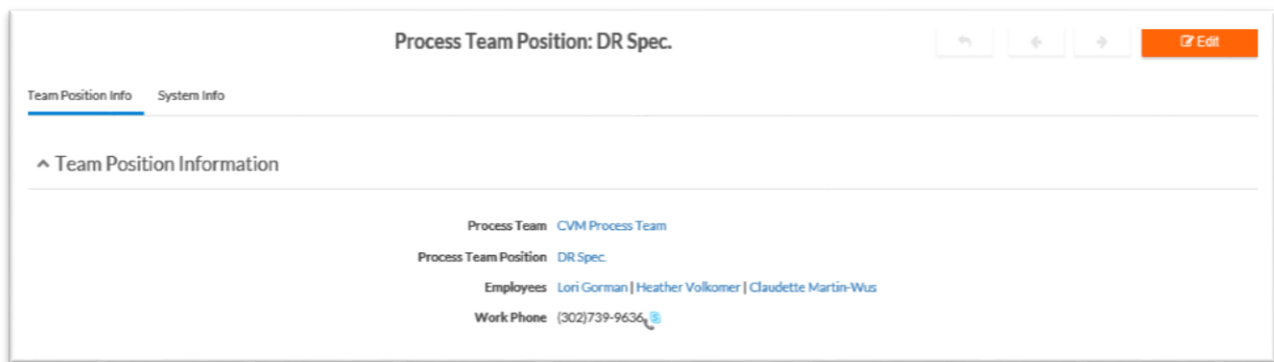 Process Team Position: DR Spec.
Edit
Team Position Info System Info
Team Position Information
Process Team CVM Process Team
Process Team Position DR Spec.
Employees Lori Gorman | Heather Volkomer | Claudette Martin-Wus
Work Phone (302)739-9636